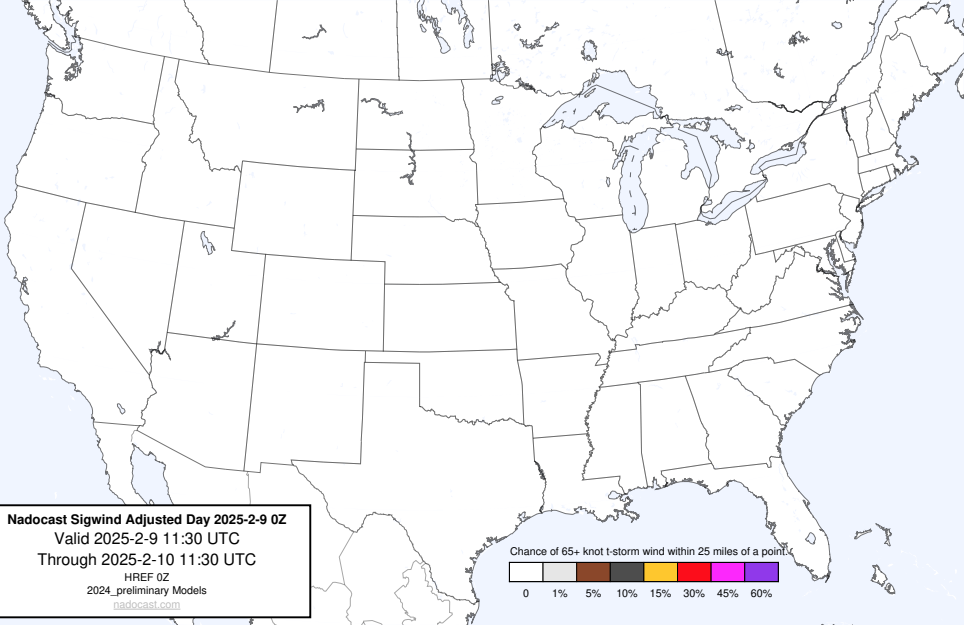 Nadocast Sigwind Adjusted Day 2025-2-9 0Z
Valid 2025-2-9 11:30 UTC
Through 2025-2-10 11:30 UTC
HREF 0Z
2024_preliminary Models
nadocast.com
Chance of 65+ knot t-storm wind within 25 miles of a point.
0 1% 5% 10% 15% 30% 45% 60%